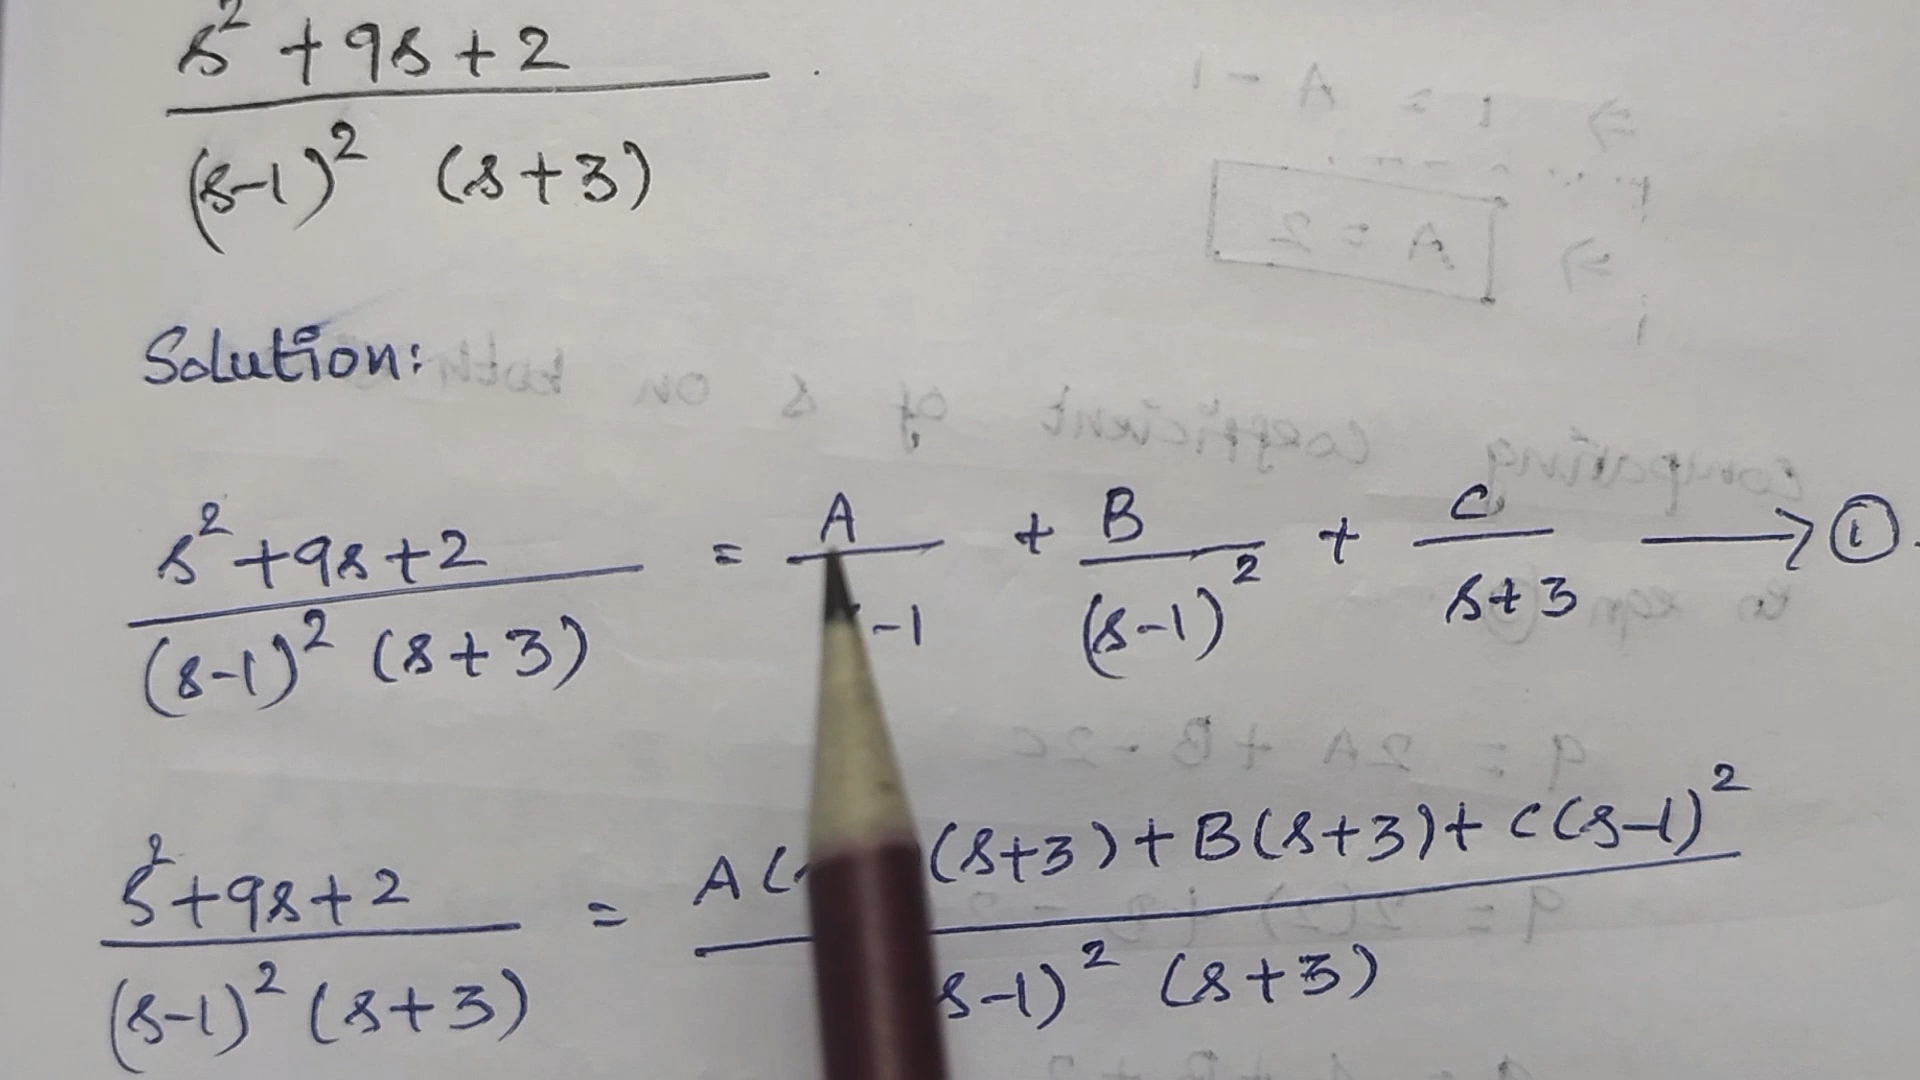 s² + 9s + 2
(s-1)² (s+3)
Solution:
s² + 9s + 2 = A + B + C → ①
(s-1)² (s+3) -1 (s-1)² s+3
s² + 9s + 2 = A( (s+3) + B(s+3) + C(s-1)²
(s-1)² (s+3) s-1)² (s+3)